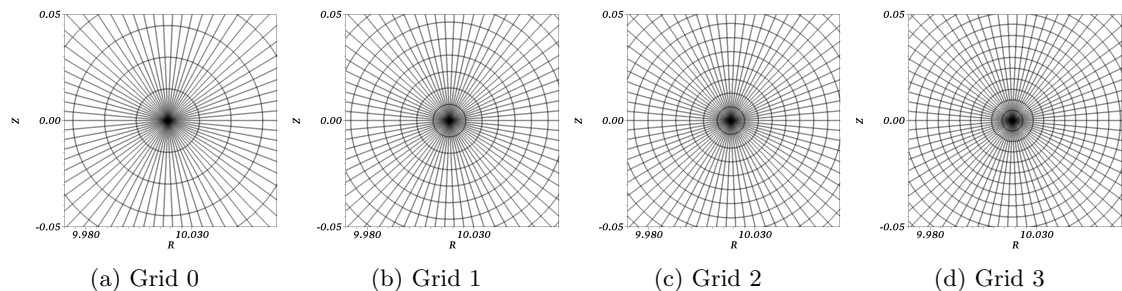 0.05 0.05 0.05 0.05
Z 0.00 Z 0.00 Z 0.00 Z 0.00
-0.05 -0.05 -0.05 -0.05
9.980 10.030 9.980 10.030 9.980 10.030 9.980 10.030
R R R R
(a) Grid 0 (b) Grid 1 (c) Grid 2 (d) Grid 3